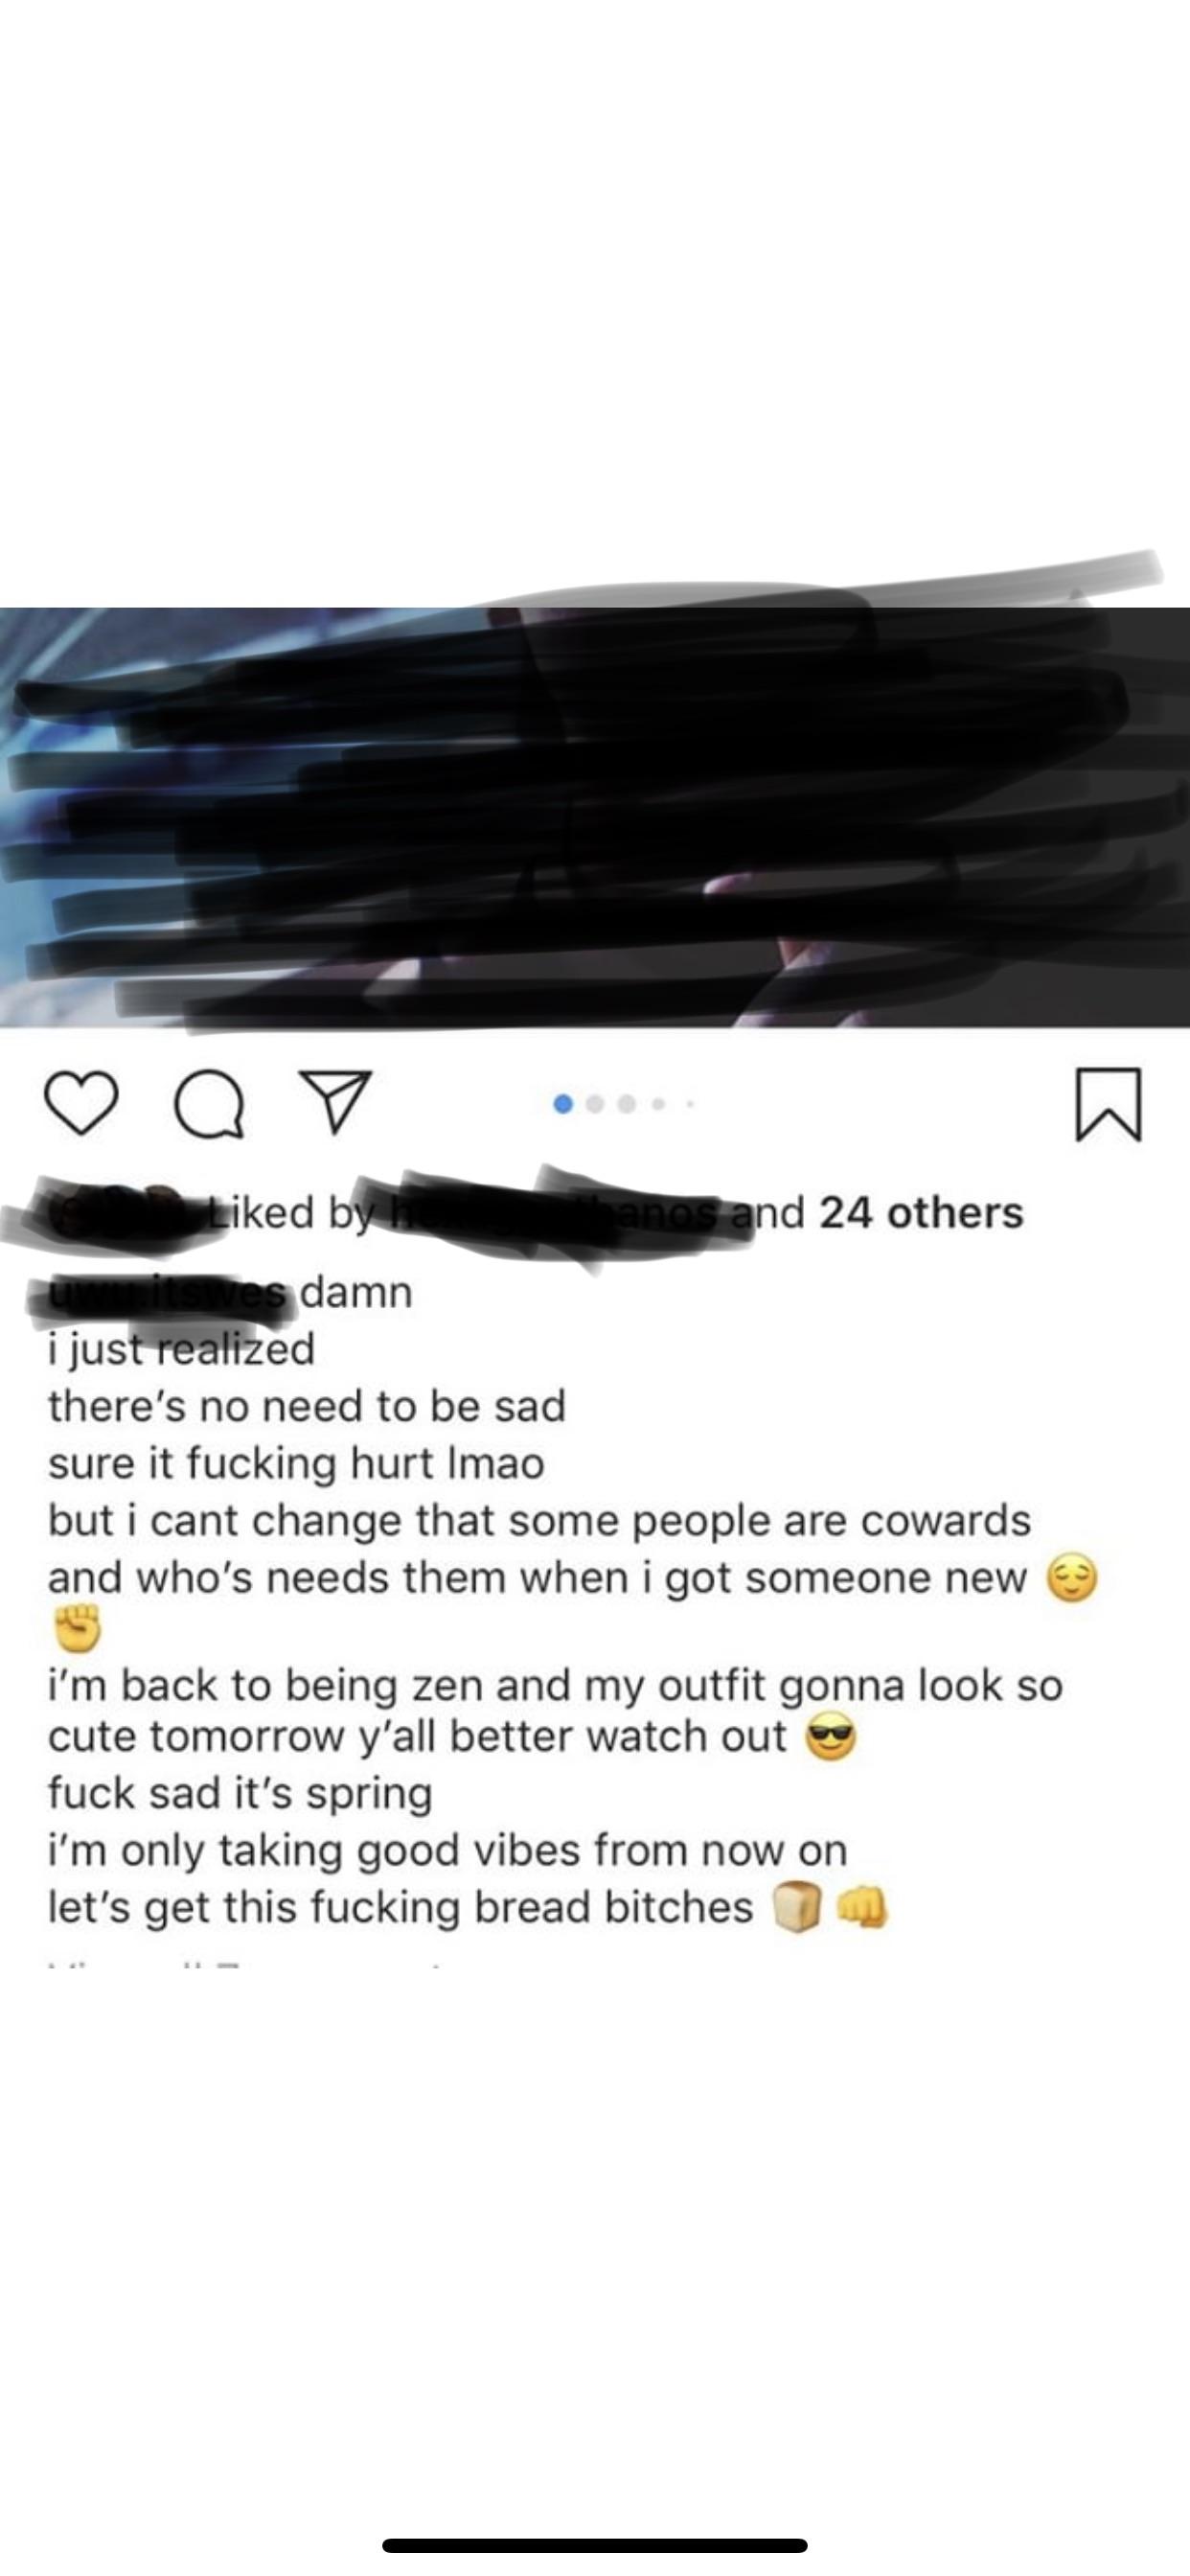 Liked by and 24 others
damn
i just realized
there's no need to be sad
sure it fucking hurt lmao
but i cant change that some people are cowards
and who's needs them when i got someone new 😌
✊
i'm back to being zen and my outfit gonna look so
cute tomorrow y'all better watch out 😎
fuck sad it's spring
i'm only taking good vibes from now on
let's get this fucking bread bitches 🍞 👊